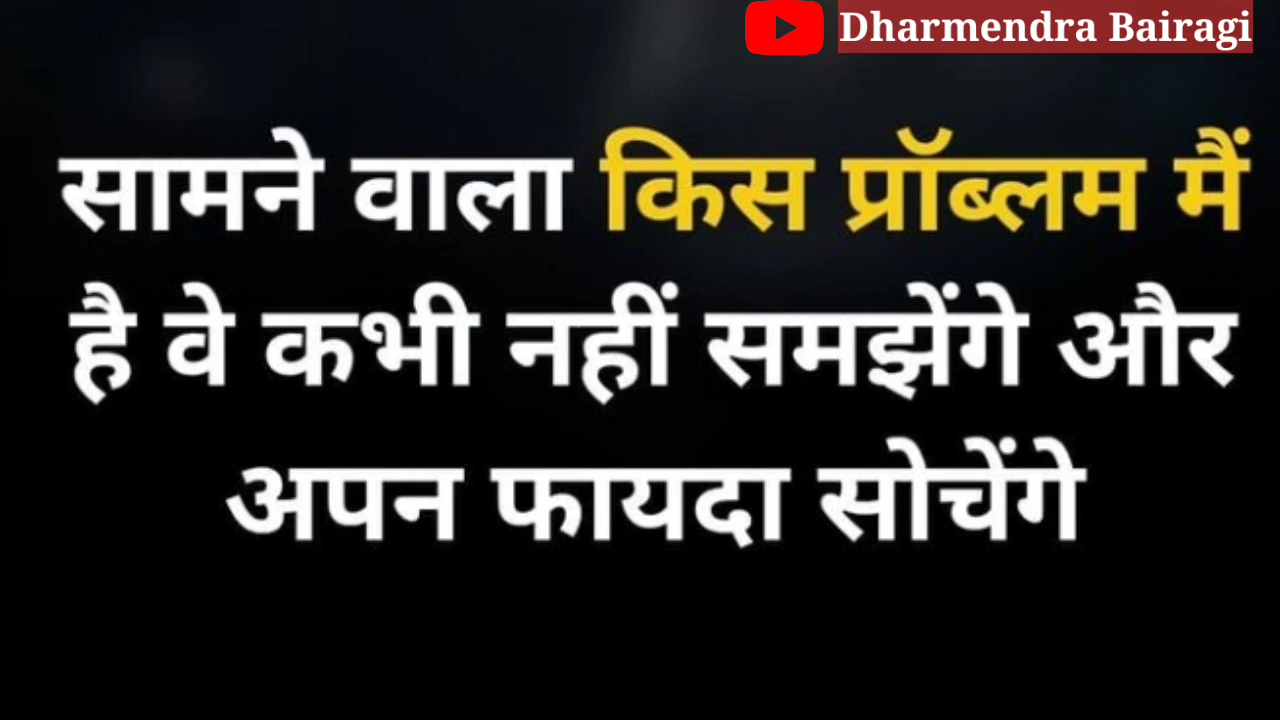 Dharmendra Bairagi
सामने वाला किस प्रॉब्लम मैं
है वे कभी नहीं समझेंगे और
अपन फायदा सोचेंगे